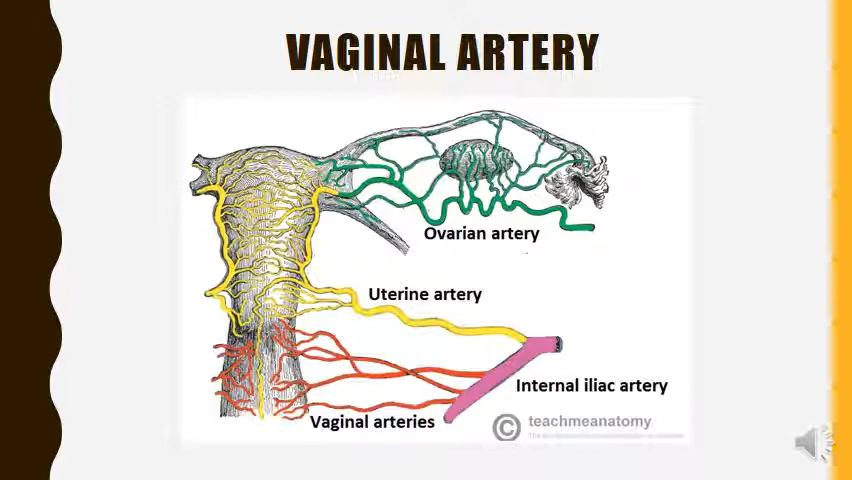 VAGINAL ARTERY
Ovarian artery
Uterine artery
Internal iliac artery
Vaginal arteries
© teachmeanatomy